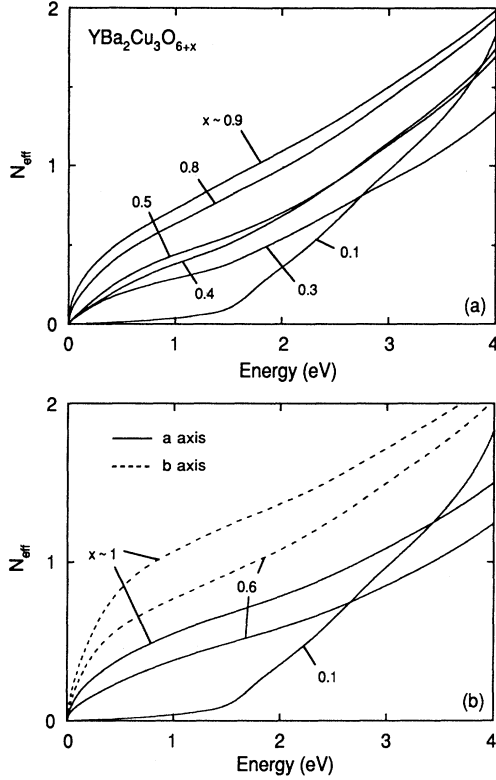 2
YBa₂Cu₃O₆₊ₓ
x ~ 0.9
0.8
1
Nₑff
0.5
0.1
0.4
0.3
(a)
0
0 1 2 3 4
Energy (eV)
2
a axis
b axis
x ~ 1
1
Nₑff
0.6
0.1
(b)
0
0 1 2 3 4
Energy (eV)